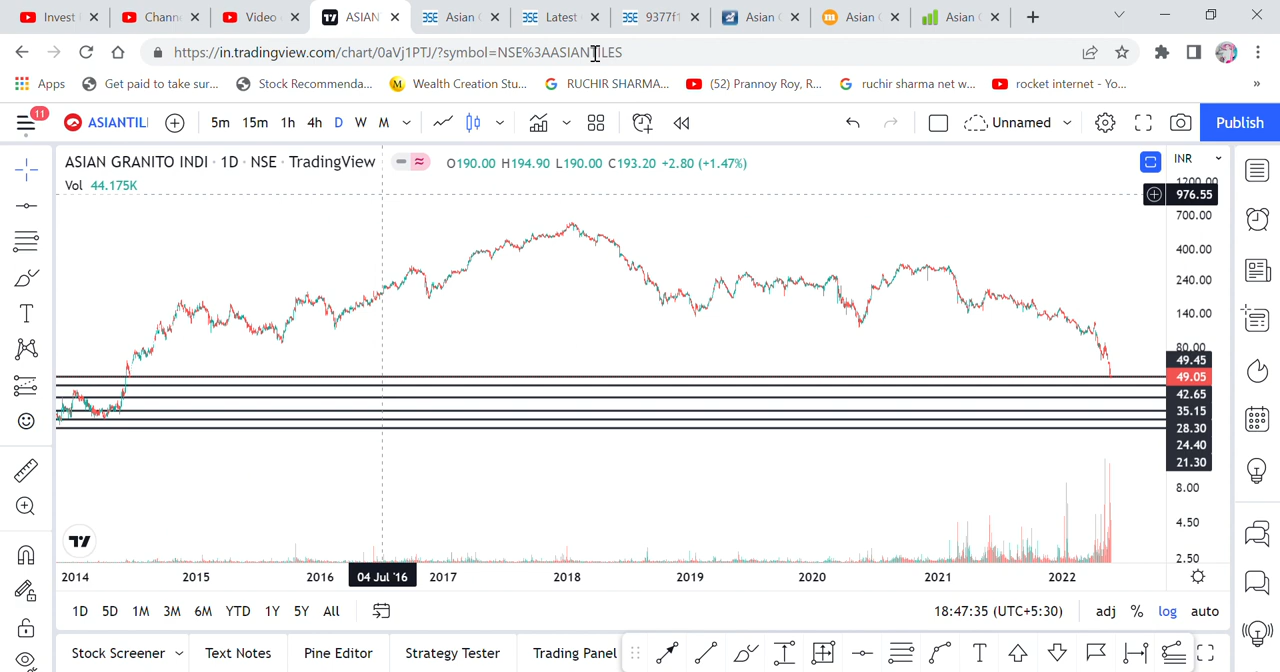 Invest
Chann
Video
ASIAN
Asian
Latest
9377f1
Asian
Asian
Asian
https://in.tradingview.com/chart/0aVj1PTJ/?symbol=NSE%3AASIANTILES
Apps
Get paid to take sur...
Stock Recommenda...
Wealth Creation Stu...
RUCHIR SHARMA...
(52) Prannoy Roy, R...
ruchir sharma net w...
rocket internet - Yo...
»
11
ASIANTIL
5m 15m 1h 4h D W M
Unnamed
Publish
ASIAN GRANITO INDI · 1D · NSE · TradingView
O190.00 H194.90 L190.00 C193.20 +2.80 (+1.47%)
INR
Vol 44.175K
1200.00
976.55
700.00
400.00
240.00
140.00
80.00
49.45
49.05
42.65
35.15
28.30
24.40
21.30
8.00
4.50
2.50
2014 2015 2016 04 Jul '16 2017 2018 2019 2020 2021 2022
1D 5D 1M 3M 6M YTD 1Y 5Y All
18:47:35 (UTC+5:30)
adj % log auto
Stock Screener
Text Notes
Pine Editor
Strategy Tester
Trading Panel